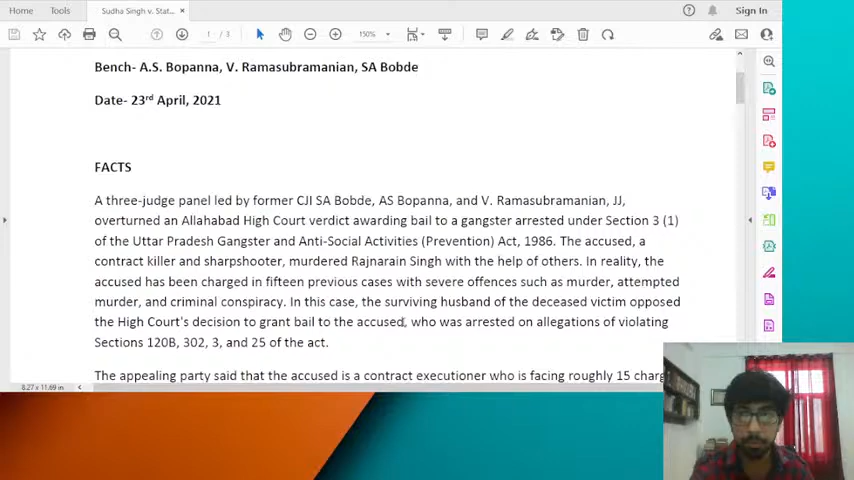 Home Tools Sudha Singh v. Stat... × Sign In
1 / 3 150%
Bench- A.S. Bopanna, V. Ramasubramanian, SA Bobde
Date- 23rd April, 2021
FACTS
A three-judge panel led by former CJI SA Bobde, AS Bopanna, and V. Ramasubramanian, JJ,
overturned an Allahabad High Court verdict awarding bail to a gangster arrested under Section 3 (1)
of the Uttar Pradesh Gangster and Anti-Social Activities (Prevention) Act, 1986. The accused, a
contract killer and sharpshooter, murdered Rajnarain Singh with the help of others. In reality, the
accused has been charged in fifteen previous cases with severe offences such as murder, attempted
murder, and criminal conspiracy. In this case, the surviving husband of the deceased victim opposed
the High Court's decision to grant bail to the accused, who was arrested on allegations of violating
Sections 120B, 302, 3, and 25 of the act.
The appealing party said that the accused is a contract executioner who is facing roughly 15 charg
8.27 x 11.69 in